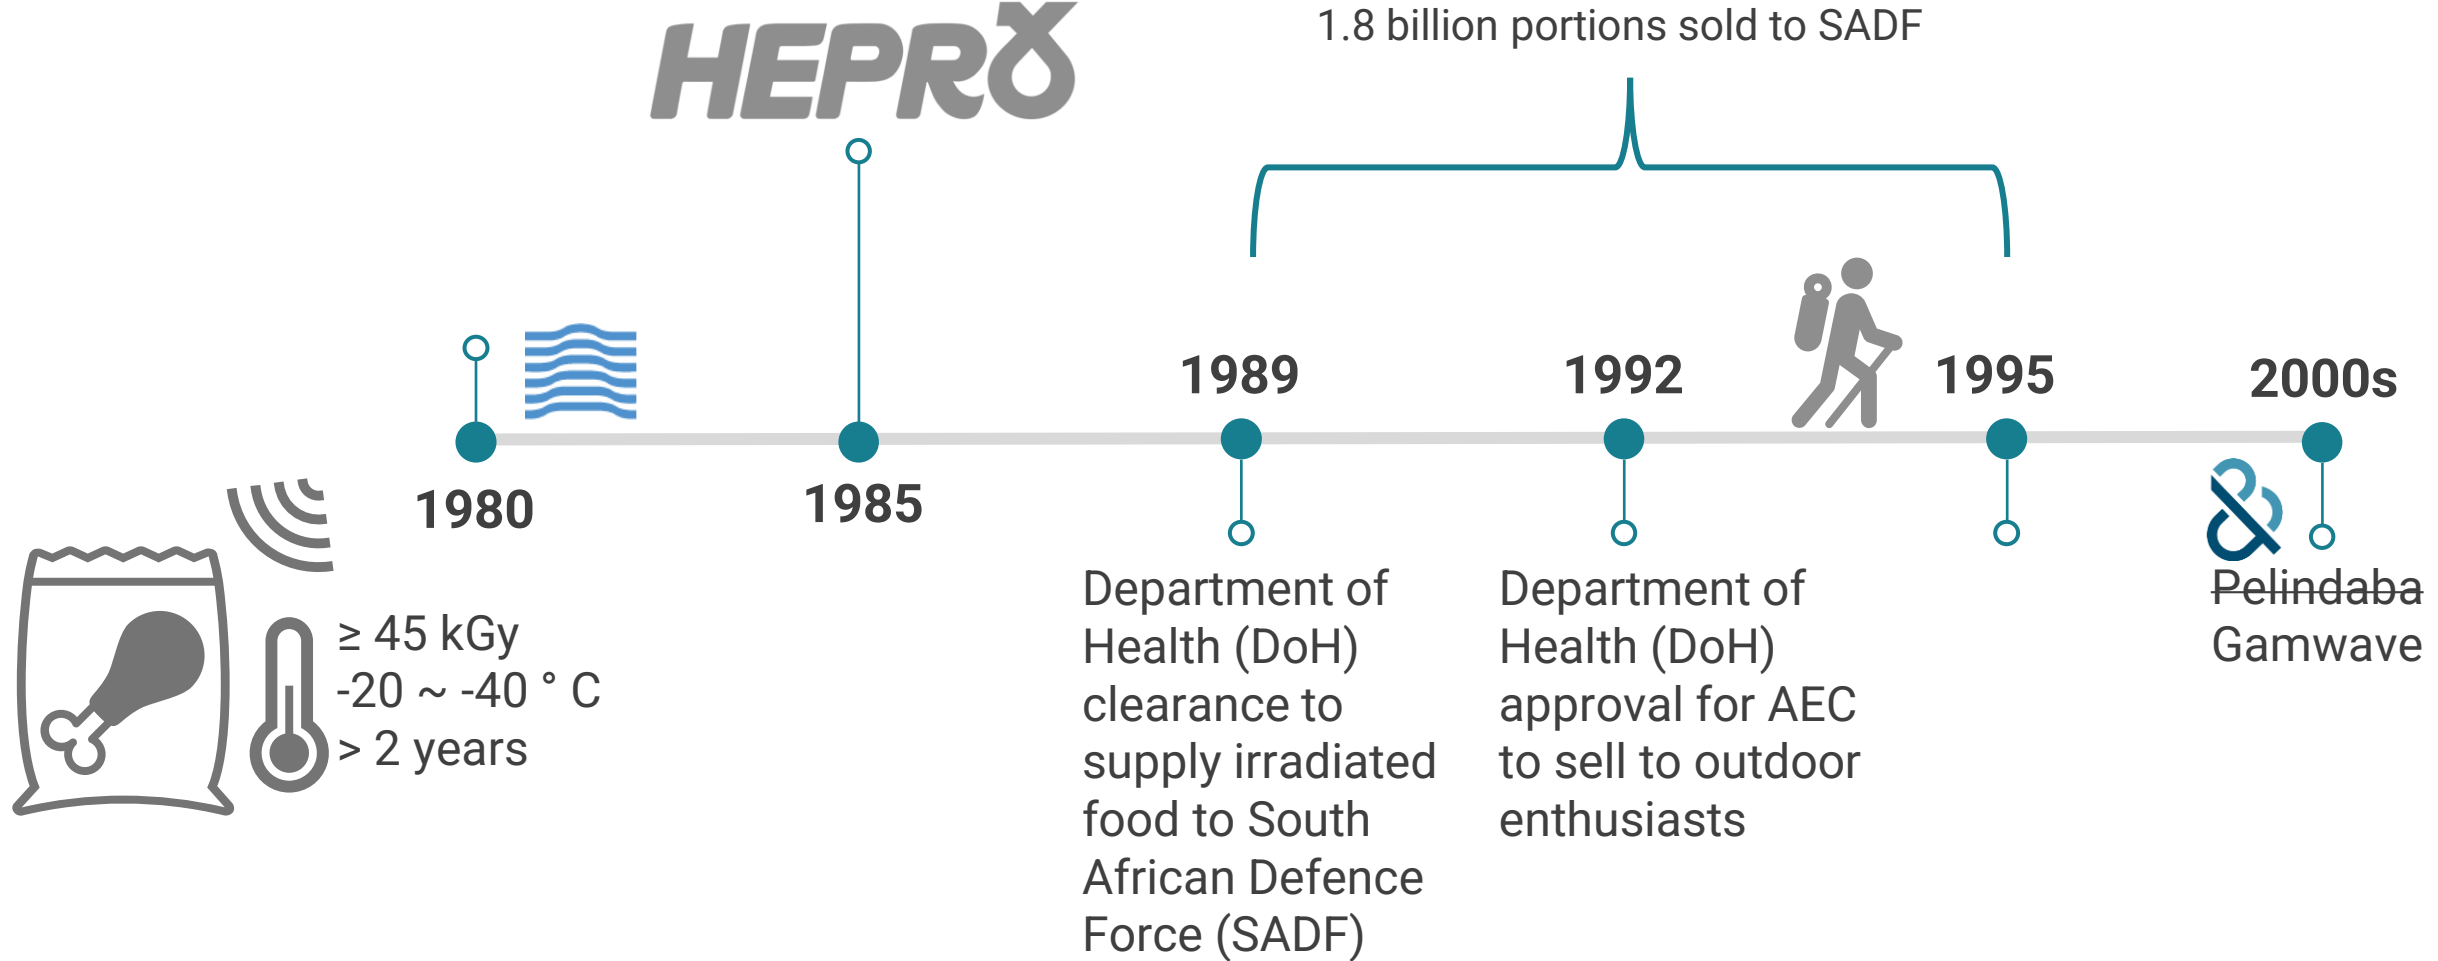 HEPRO
1.8 billion portions sold to SADF
1989
1992
1995
2000s
1980
1985
≥ 45 kGy
-20 ~ -40 ° C
> 2 years
Department of
Health (DoH)
clearance to
supply irradiated
food to South
African Defence
Force (SADF)
Department of
Health (DoH)
approval for AEC
to sell to outdoor
enthusiasts
Pelindaba
Gamwave